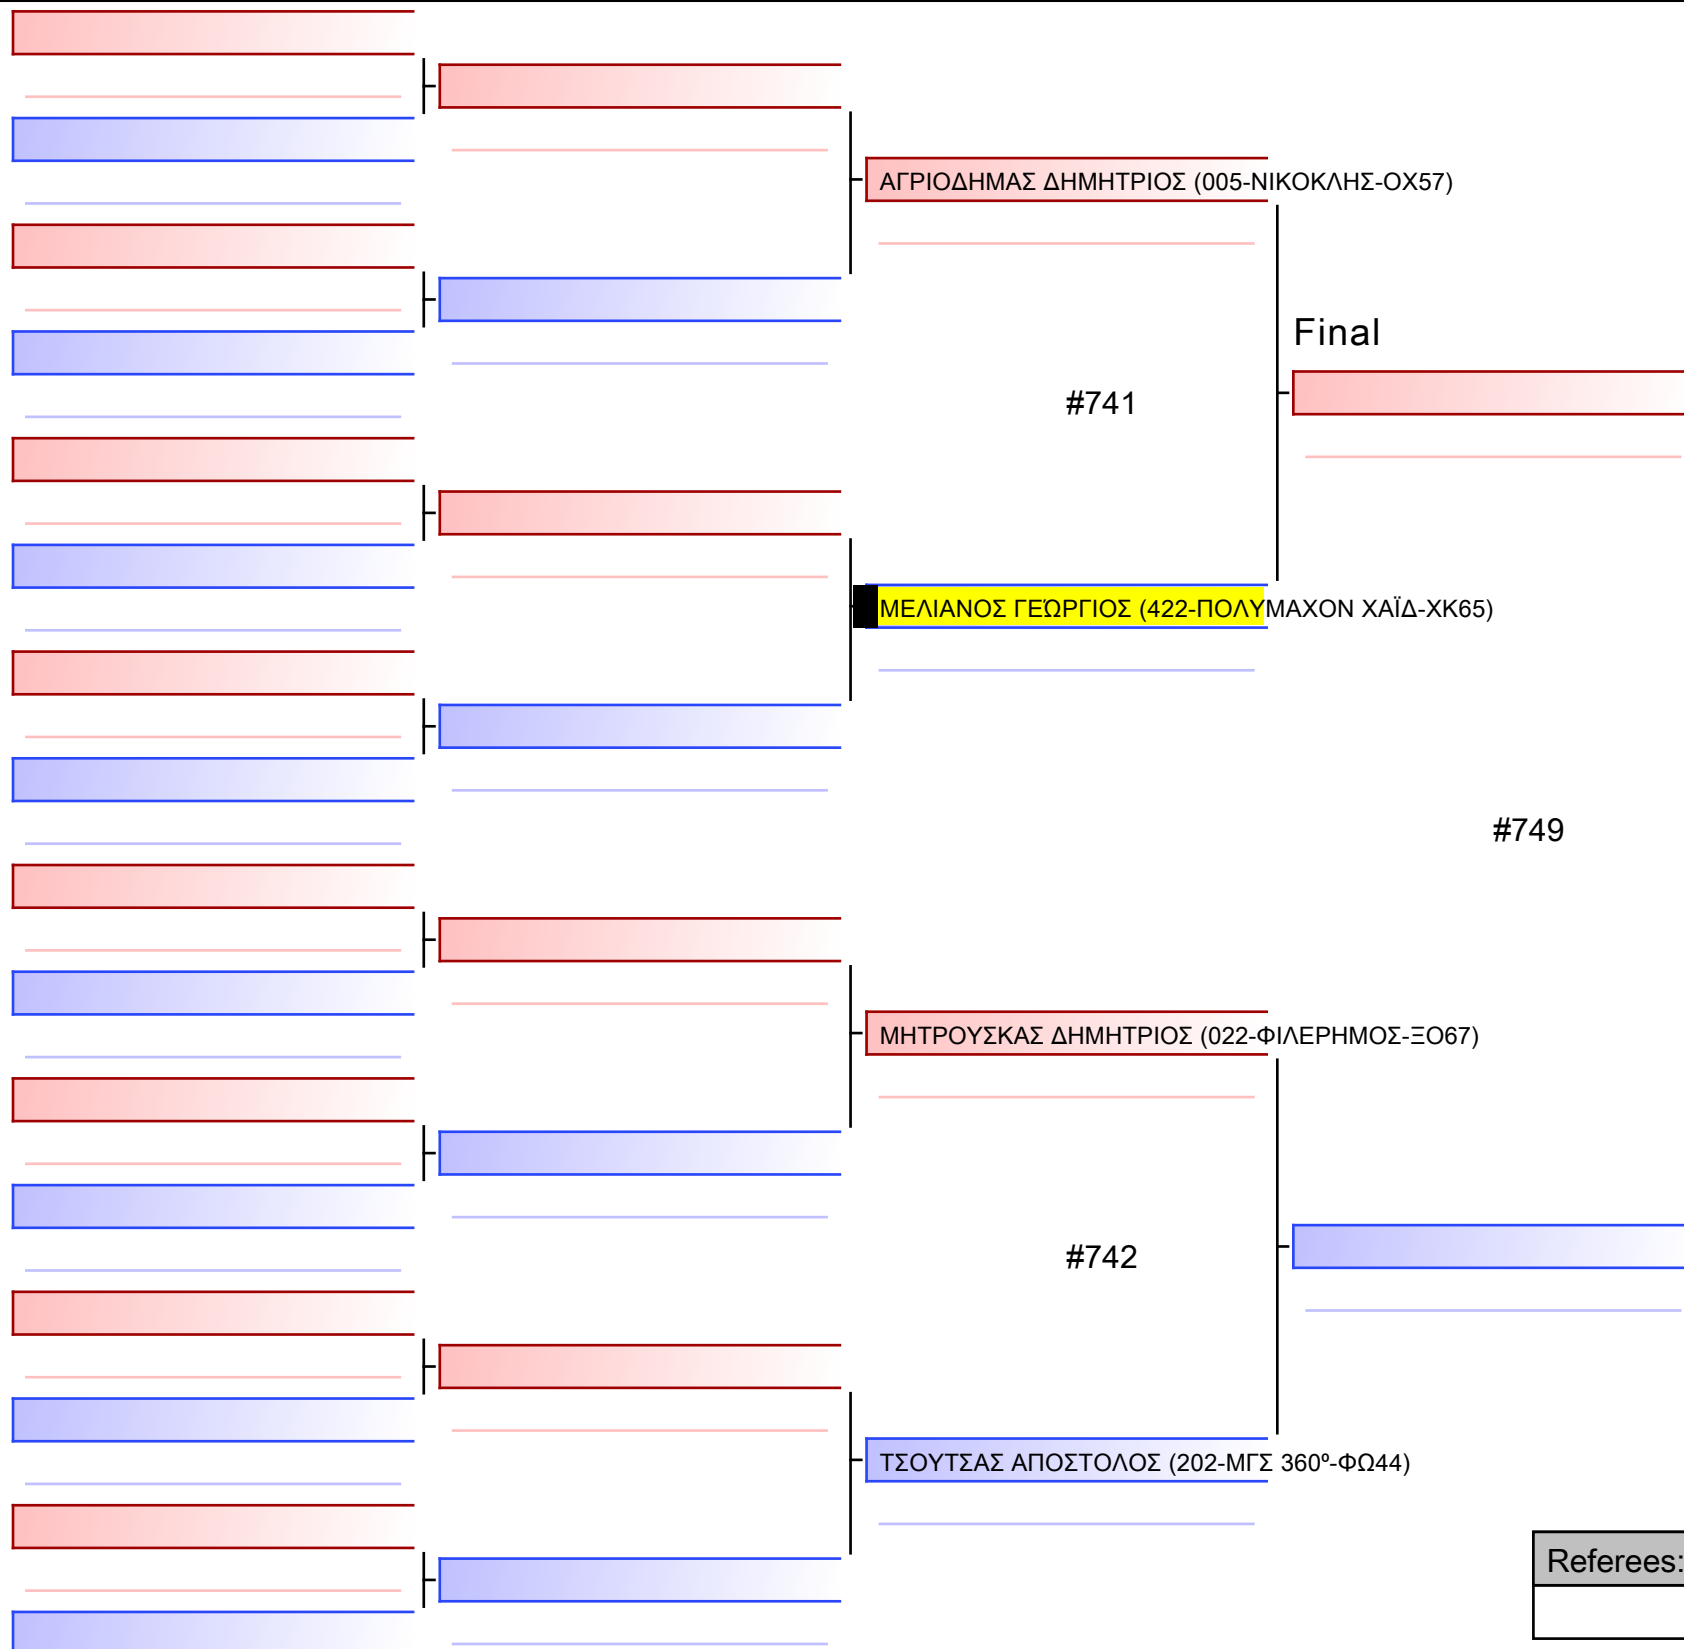 ΑΓΡΙΟΔΗΜΑΣ ΔΗΜΗΤΡΙΟΣ (005-ΝΙΚΟΚΛΗΣ-ΟΧ57)
Final
#741
ΜΕΛΙΑΝΟΣ ΓΕΏΡΓΙΟΣ (422-ΠΟΛΥΜΑΧΟΝ ΧΑΪΔ-ΧΚ65)
#749
ΜΗΤΡΟΥΣΚΑΣ ΔΗΜΗΤΡΙΟΣ (022-ΦΙΛΕΡΗΜΟΣ-ΞΟ67)
#742
ΤΣΟΥΤΣΑΣ ΑΠΟΣΤΟΛΟΣ (202-ΜΓΣ 360º-ΦΩ44)
Referees: